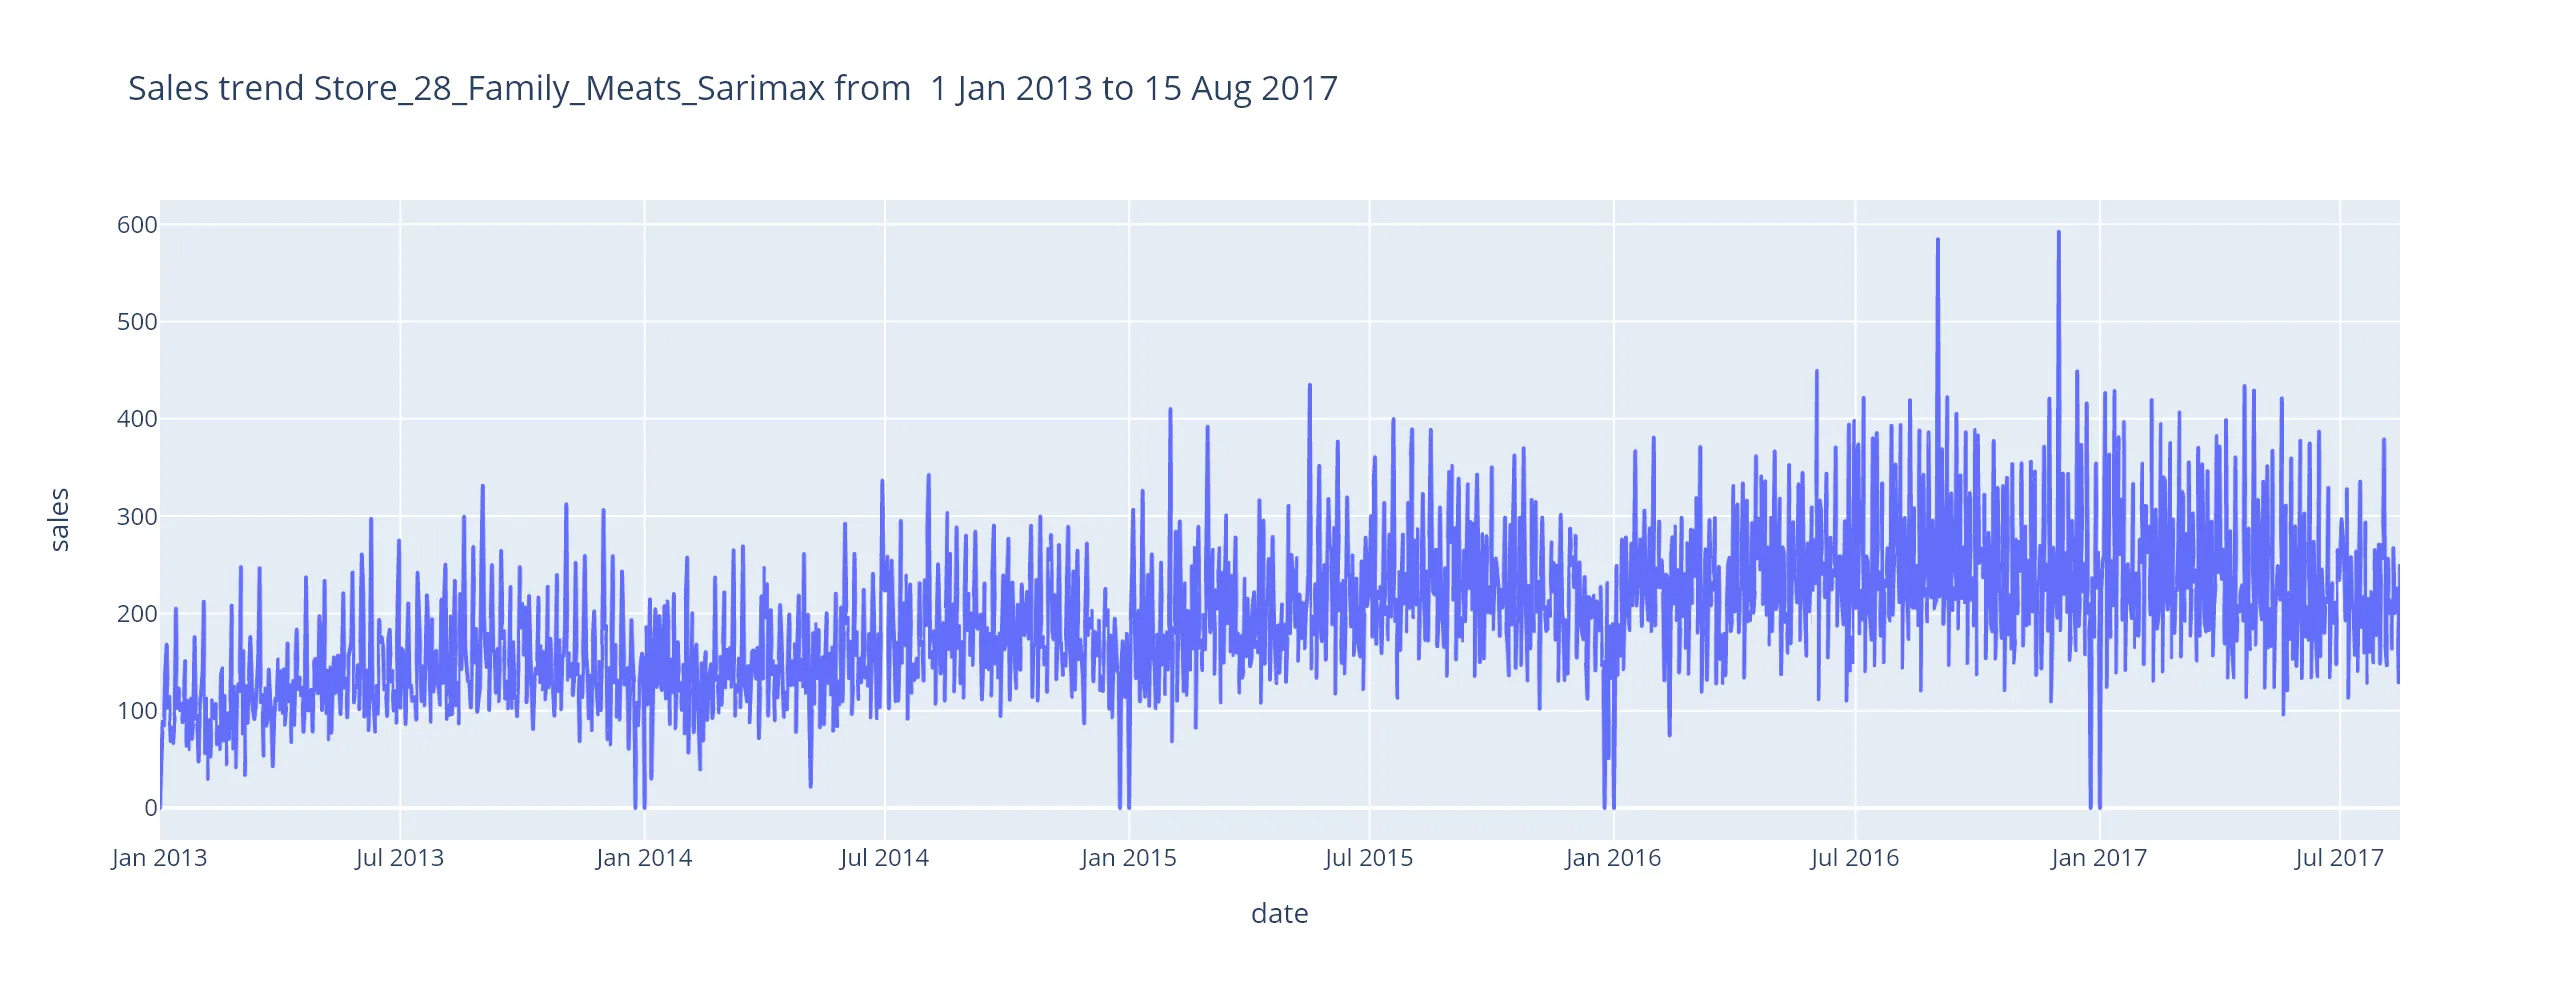 Sales trend Store_28_Family_Meats_Sarimax from  1 Jan 2013 to 15 Aug 2017
600
500
400
300
200
100
0
sales
Jan 2013 Jul 2013 Jan 2014 Jul 2014 Jan 2015 Jul 2015 Jan 2016 Jul 2016 Jan 2017 Jul 2017
date